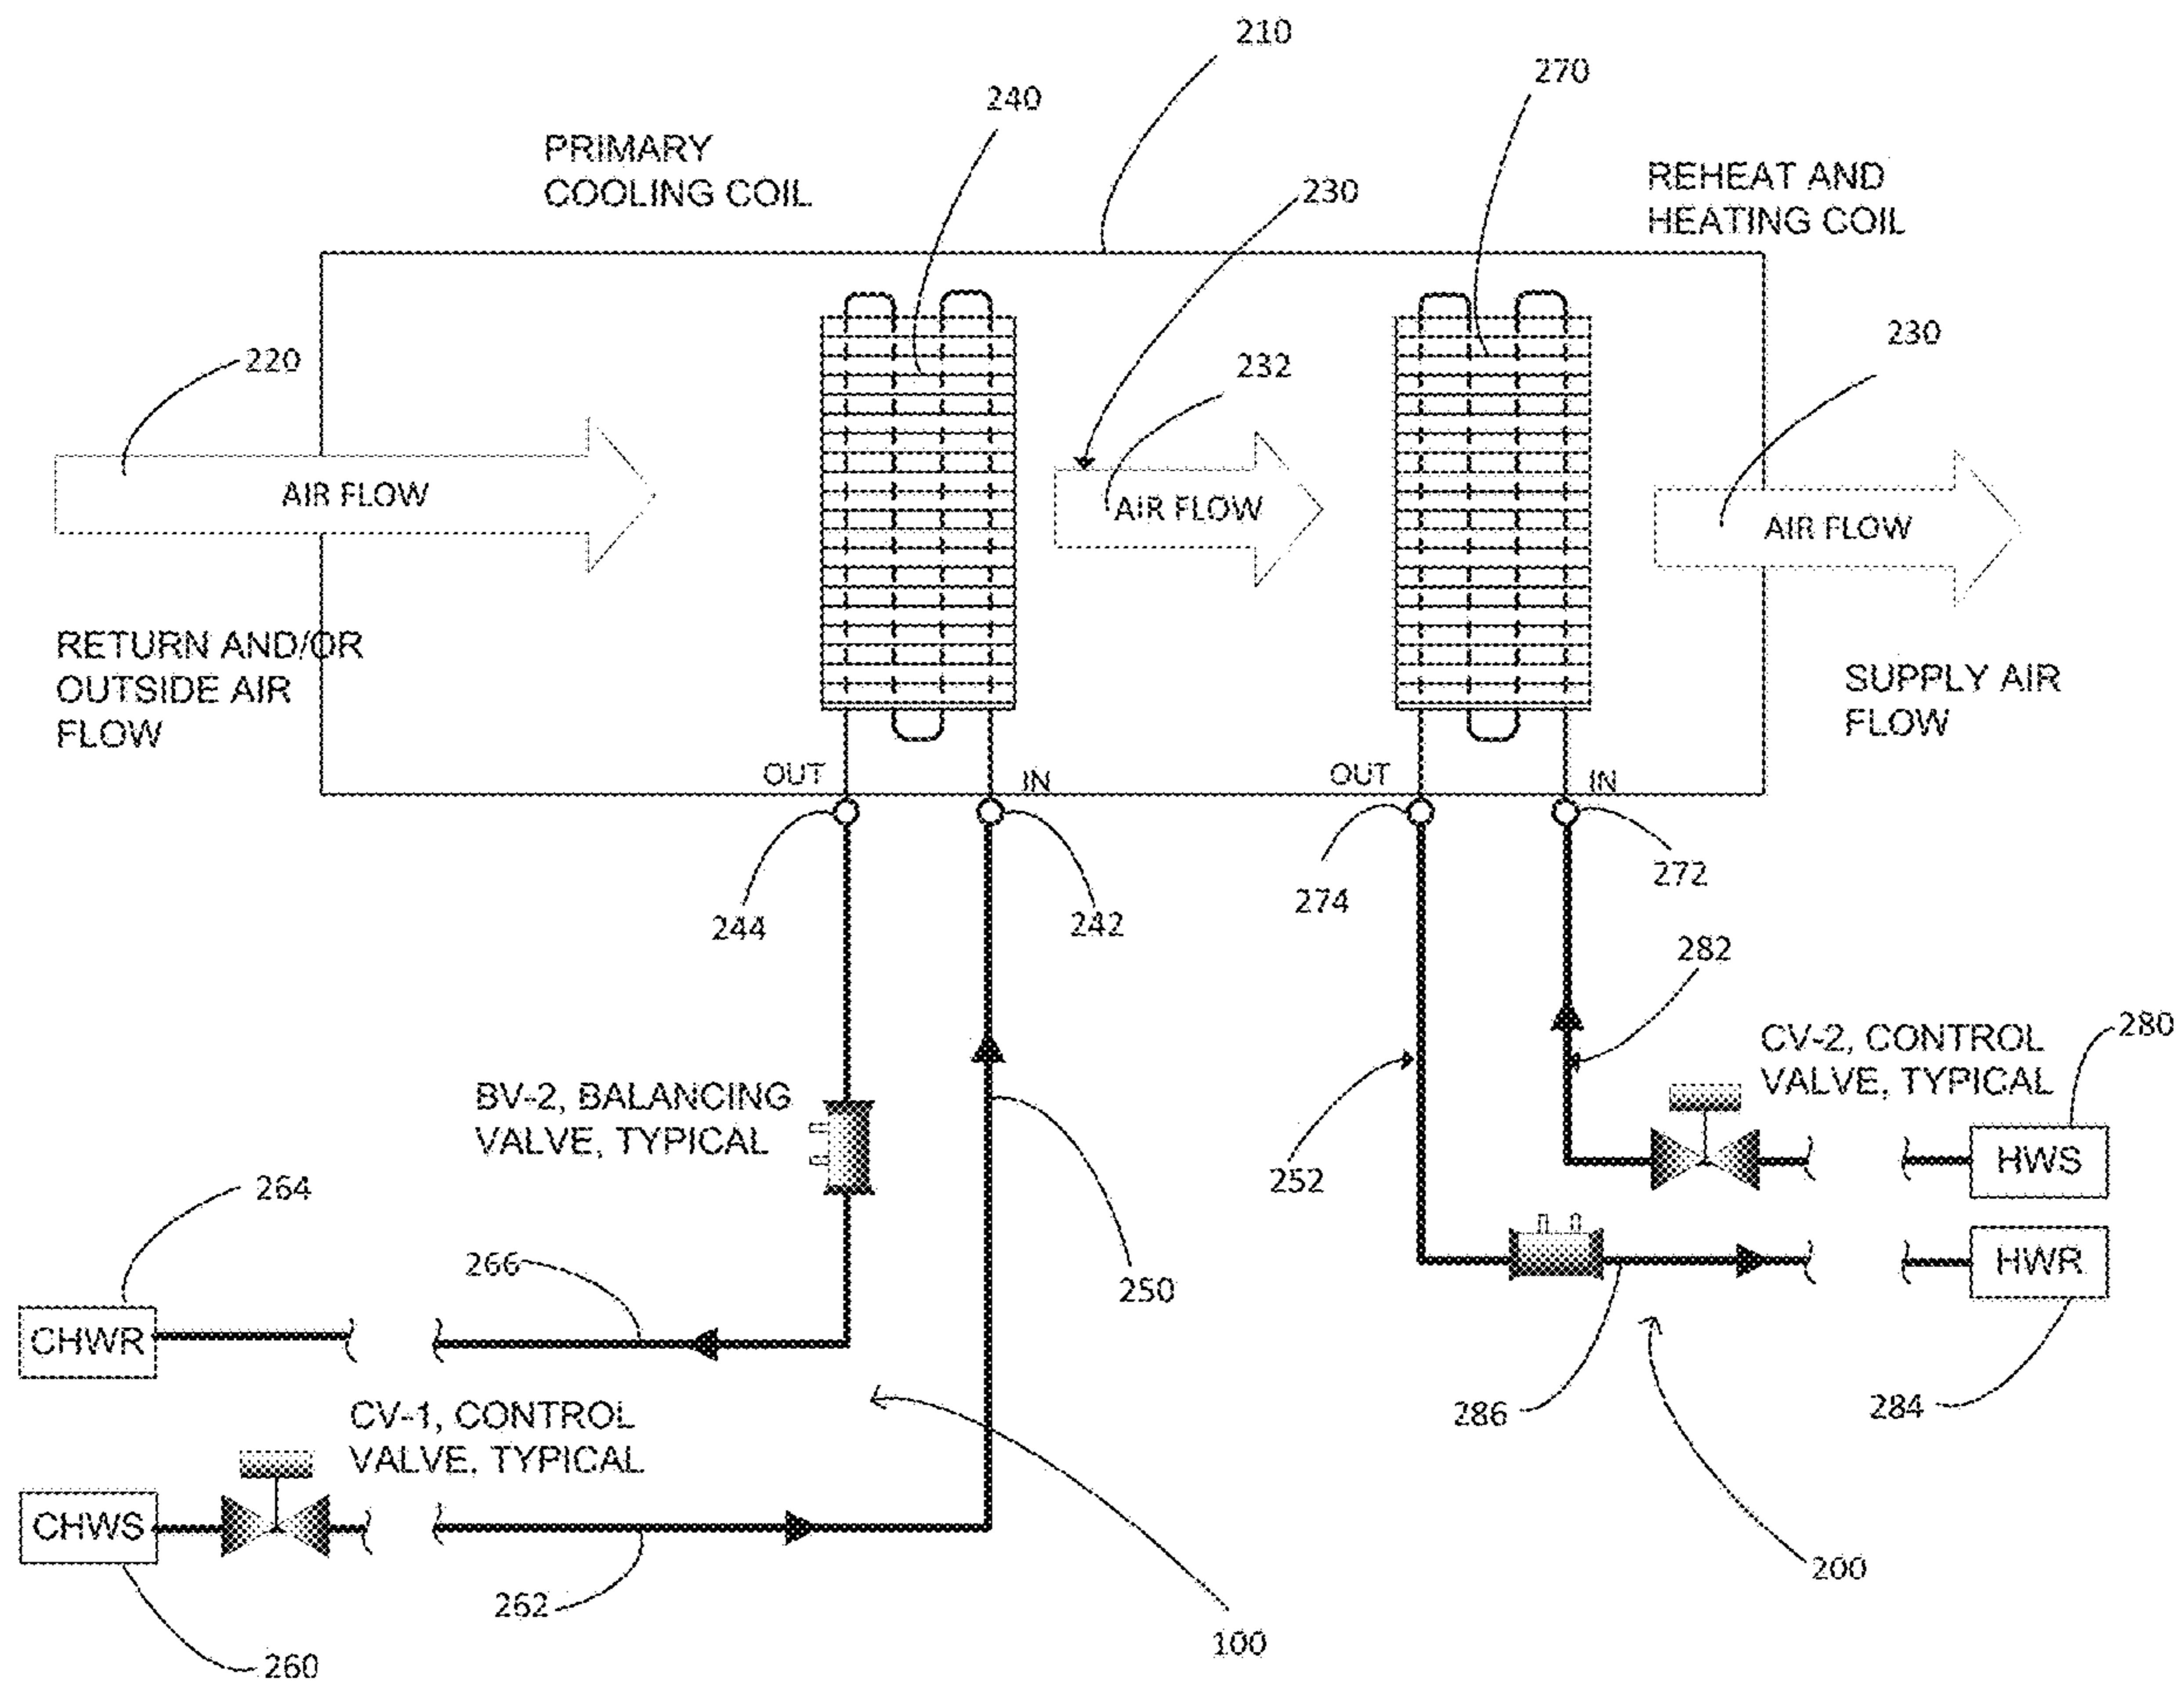 210
270
240
PRIMARY
COOLING COIL
230
REHEAT AND
HEATING COIL
220
232
230
AIR FLOW
AIR FLOW
AIR FLOW
RETURN AND/OR
OUTSIDE AIR
FLOW
SUPPLY AIR
FLOW
OUT
IN
OUT
IN
244
242
274
272
282
BV-2, BALANCING
VALVE, TYPICAL
CV-2, CONTROL
VALVE, TYPICAL
280
252
HWS
264
266
250
HWR
CHWR
286
284
CV-1, CONTROL
VALVE, TYPICAL
CHWS
262
200
260
100